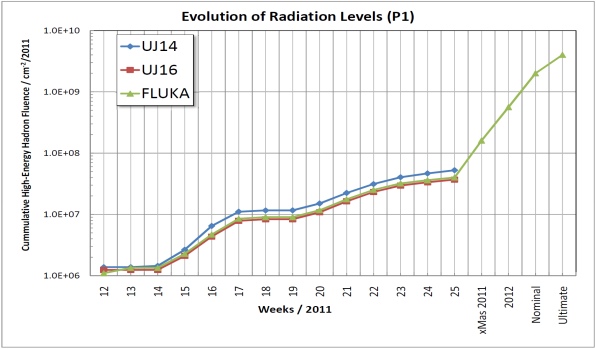 Evolution of Radiation Levels (P1)
Cummulative High-Energy Hadron Fluence / cm⁻²/2011
1.0E+10
1.0E+09
1.0E+08
1.0E+07
1.0E+06
UJ14
UJ16
FLUKA
12 13 14 15 16 17 18 19 20 21 22 23 24 25 xMas 2011 2012 Nominal Ultimate
Weeks / 2011